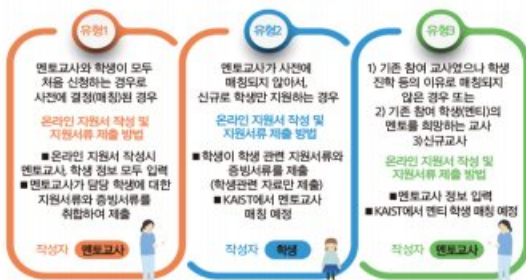 유형1
멘토교사와 학생이 모두
처음 신청하는 경우로
사전에 결정(매칭)된 경우
온라인 지원서 작성 및
지원서류 제출 방법
■ 온라인 지원서 작성시
멘토교사, 학생 정보 모두 입력
■ 멘토교사가 담당 학생에 대한
지원서류와 증빙서류를
취합하여 제출
작성자 멘토교사
유형2
멘토교사가 사전에
매칭되지 않아서,
신규로 학생만 지원하는 경우
온라인 지원서 작성 및
지원서류 제출 방법
■ 학생이 학생 관련 지원서류와
증빙서류를 제출
(학생관련 자료만 제출)
■ KAIST에서 멘토교사
매칭 예정
작성자 학생
유형3
1) 기존 참여 교사였으나 학생
진학 등의 이유로 매칭되지
않은 경우 또는
2) 기존 참여 학생(멘티)의
멘토를 희망하는 교사
3)신규교사
온라인 지원서 작성 및
지원서류 제출 방법
■ 멘토교사 정보 입력
■ KAIST에서 멘티 학생 매칭 예정
작성자 멘토교사